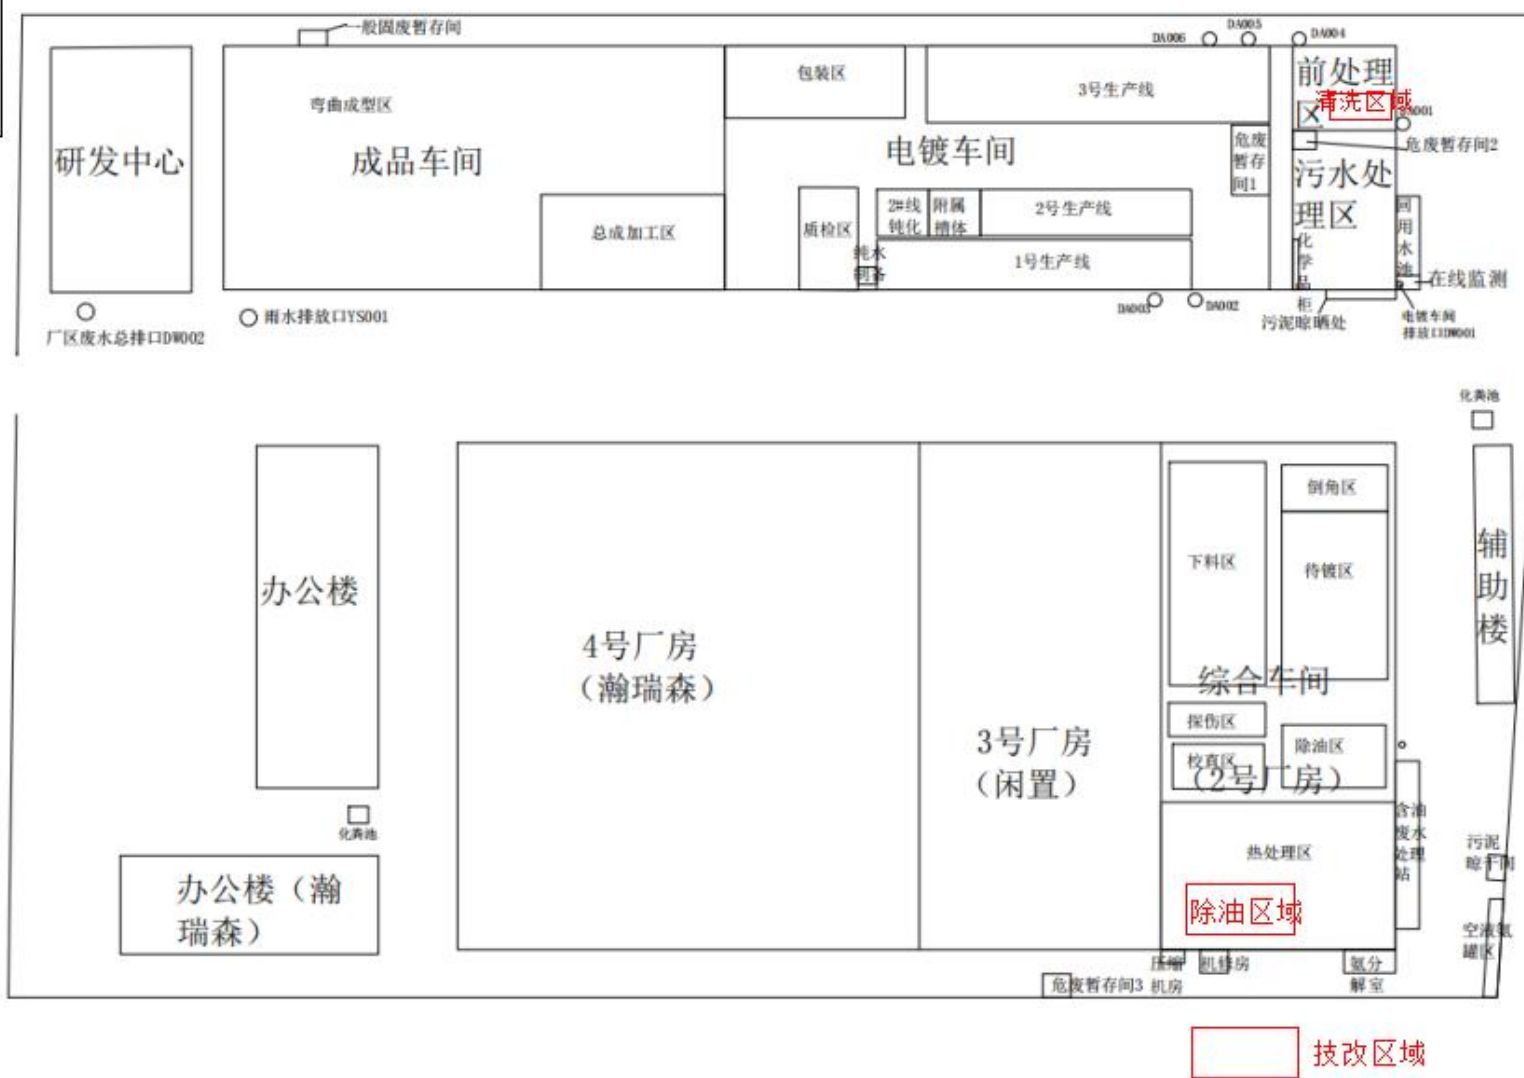 一般固废暂存间
DA006
DA005
DA004
研发中心
弯曲成型区
成品车间
总成加工区
包装区
3号生产线
电镀车间
危废
暂存
间1
质检区
2#线
钝化
附属
槽体
2号生产线
1号生产线
纯水
制备
前处理
区
清洗区域
危废暂存间2
污水处
理区
化
学
品
柜
回
用
水
池
在线监测
电镀车间
排放口DW001
污泥晾晒处
DA003
DA002
厂区废水总排口DW002
雨水排放口YS001
化粪池
办公楼
4号厂房
(瀚瑞森)
3号厂房
(闲置)
下料区
倒角区
待镀区
综合车间
(2号厂房)
探伤区
校直区
除油区
热处理区
除油区域
辅
助
楼
含油
废水
处理
站
污泥
晾干间
空液氨
罐区
化粪池
办公楼(瀚
瑞森)
危废暂存间3
压缩
机房
机修房
氨分
解室
技改区域